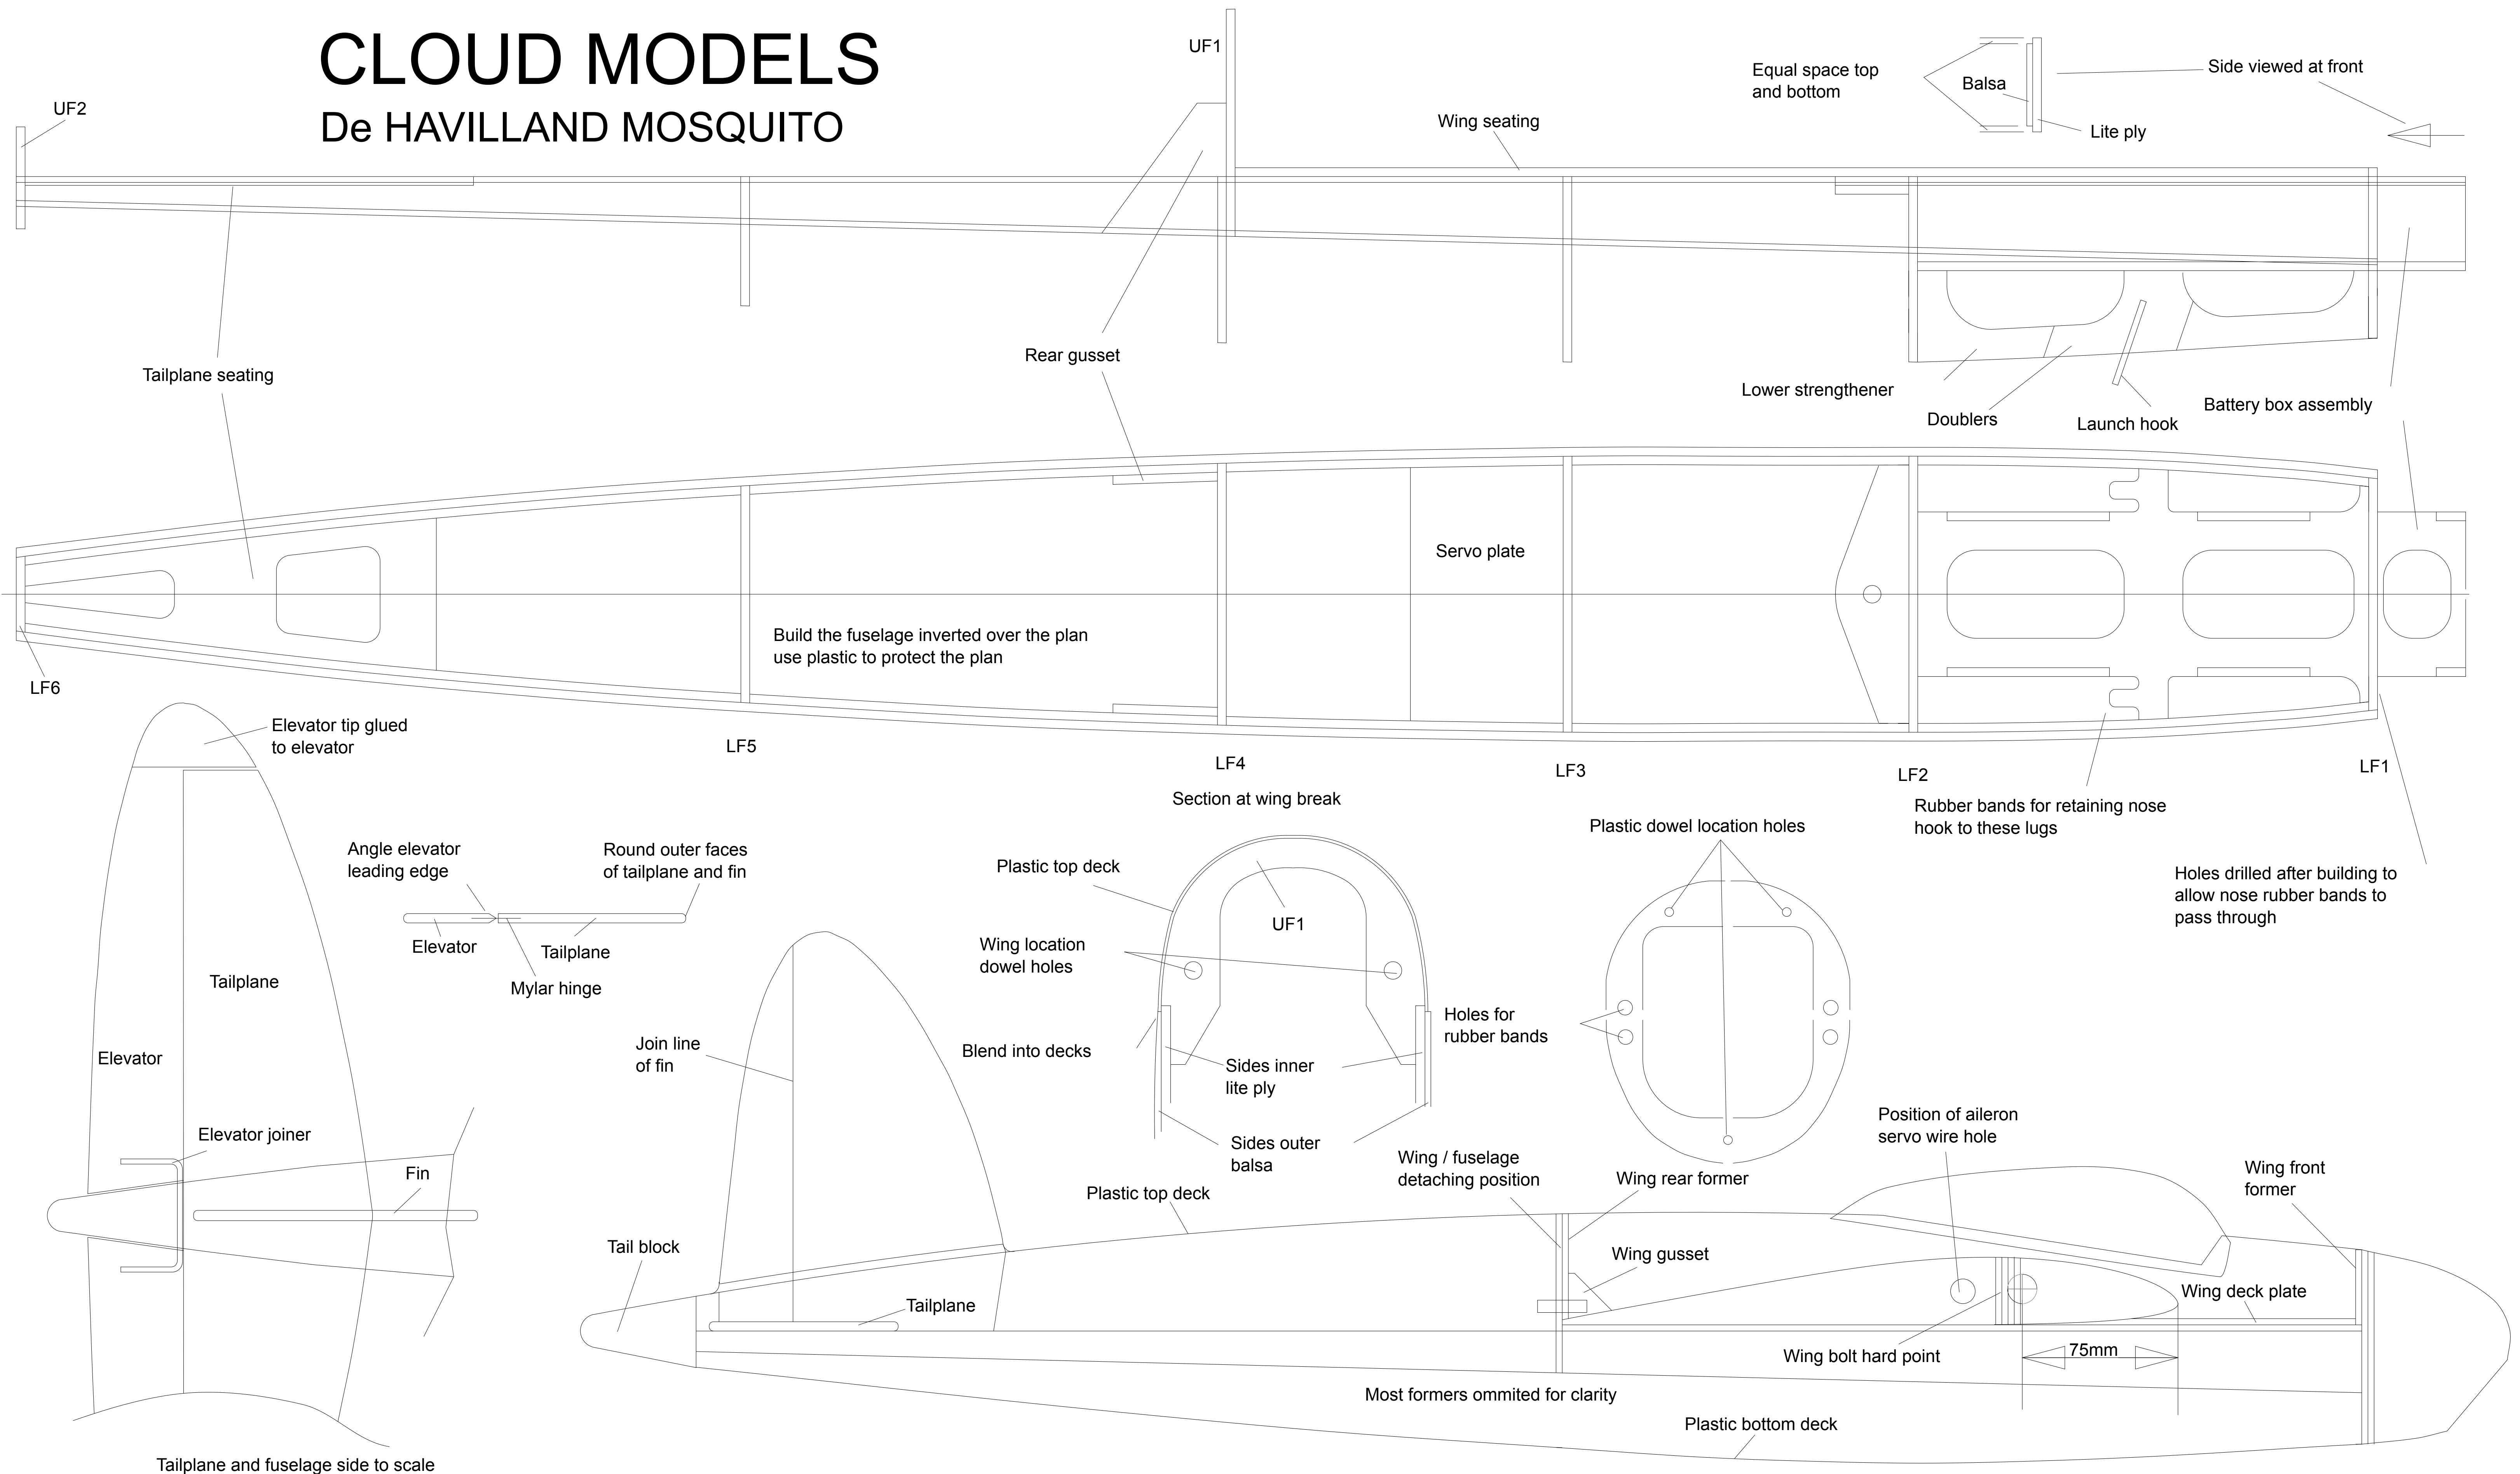 CLOUD MODELS
De HAVILLAND MOSQUITO
UF2
UF1
Equal space top
and bottom
Balsa
Side viewed at front
Lite ply
Wing seating
Tailplane seating
Rear gusset
Lower strengthener
Doublers
Launch hook
Battery box assembly
Servo plate
Build the fuselage inverted over the plan
use plastic to protect the plan
LF6
LF5
LF4
LF3
LF2
LF1
Elevator tip glued
to elevator
Section at wing break
Rubber bands for retaining nose
hook to these lugs
Holes drilled after building to
allow nose rubber bands to
pass through
Angle elevator
leading edge
Round outer faces
of tailplane and fin
Elevator
Tailplane
Mylar hinge
Plastic top deck
UF1
Wing location
dowel holes
Blend into decks
Sides inner
lite ply
Sides outer
balsa
Plastic dowel location holes
Holes for
rubber bands
Tailplane
Elevator
Elevator joiner
Fin
Join line
of fin
Position of aileron
servo wire hole
Wing / fuselage
detaching position
Wing rear former
Wing front
former
Plastic top deck
Tail block
Wing gusset
Tailplane
Wing deck plate
Wing bolt hard point
75mm
Most formers ommited for clarity
Plastic bottom deck
Tailplane and fuselage side to scale